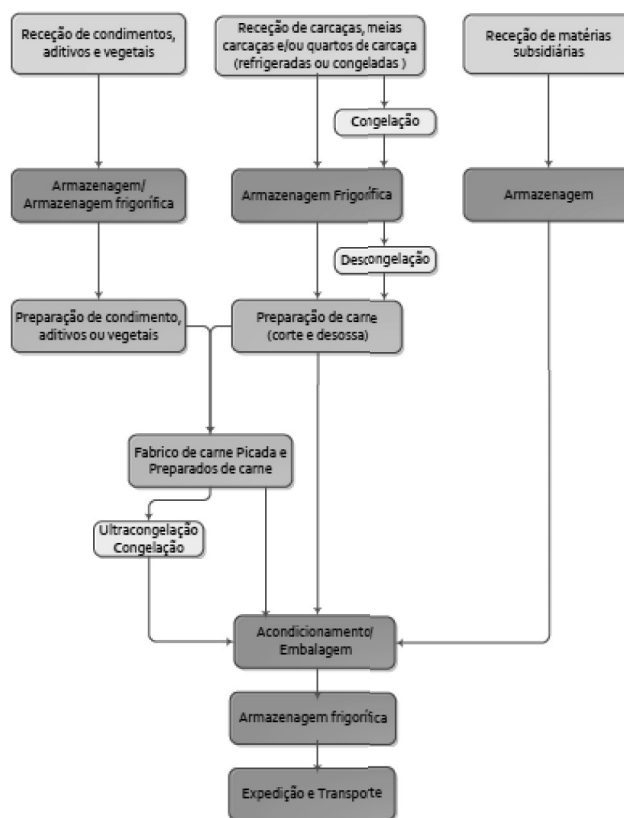 Receção de condimentos,
aditivos e vegetais
Receção de carcaças, meias
carcaças e/ou quartos de carcaça
(refrigeradas ou congeladas )
Receção de matérias
subsidiárias
Congelação
Armazenagem/
Armazenagem frigorífica
Armazenagem Frigorífica
Armazenagem
Descongelação
Preparação de condimento,
aditivos ou vegetais
Preparação de carne
(corte e desossa)
Fabrico de carne Picada e
Preparados de carne
Ultracongelação
Congelação
Acondicionamento/
Embalagem
Armazenagem frigorífica
Expedição e Transporte